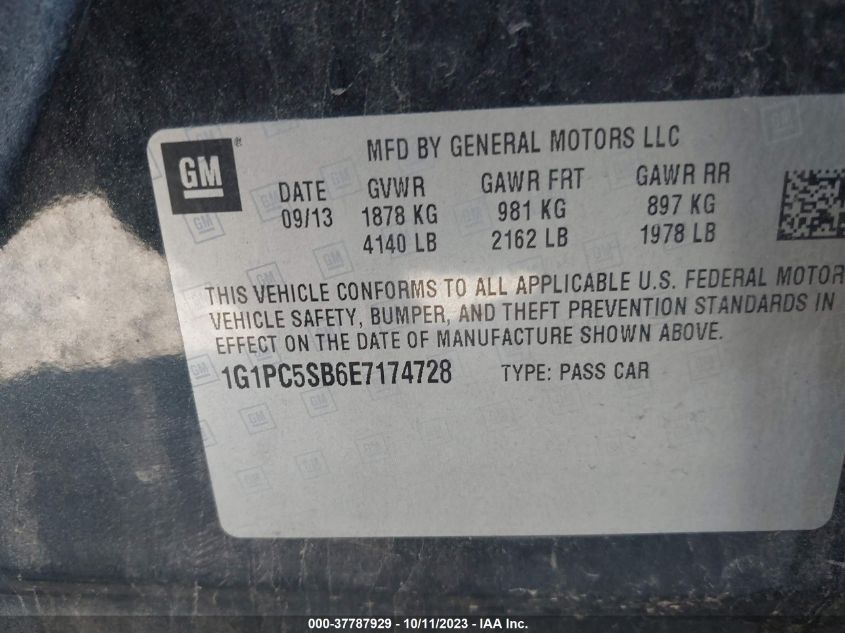 GM®
MFD BY GENERAL MOTORS LLC
DATE GVWR GAWR FRT GAWR RR
09/13 1878 KG 981 KG 897 KG
4140 LB 2162 LB 1978 LB
THIS VEHICLE CONFORMS TO ALL APPLICABLE U.S. FEDERAL MOTOR
VEHICLE SAFETY, BUMPER, AND THEFT PREVENTION STANDARDS IN
EFFECT ON THE DATE OF MANUFACTURE SHOWN ABOVE.
1G1PC5SB6E7174728 TYPE: PASS CAR
000-37787929 - 10/11/2023 - © IAA Inc.